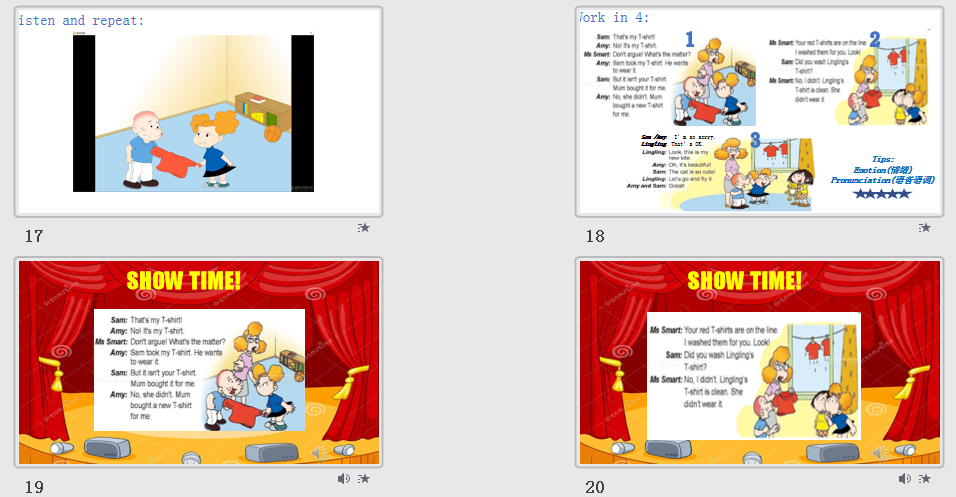 isten and repeat:
17
Work in 4:
1
Sam: That's my T-shirt!
Amy: No! It's my T-shirt.
Ms Smart: Don't argue! What's the matter?
Amy: Sam took my T-shirt. He wants
to wear it.
Sam: But it isn't your T-shirt.
Mum bought it for me.
Amy: No, she didn't. Mum
bought a new T-shirt
for me.
2
Ms Smart: Your red T-shirts are on the line.
I washed them for you. Look!
Sam: Did you wash Lingling's
T-shirt?
Ms Smart: No, I didn't. Lingling's
T-shirt is clean. She
didn't wear it.
3
Sam /Amy: I'm so sorry.
Lingling: That's OK.
Lingling: Look, this is my
new kite.
Amy: Oh, it's beautiful!
Sam: The cat is so cute!
Lingling: Let's go and fly it.
Amy and Sam: Great!
Tips:
Emotion(情绪)
Pronunciation(语音语调)
18
SHOW TIME!
Sam: That's my T-shirt!
Amy: No! It's my T-shirt.
Ms Smart: Don't argue! What's the matter?
Amy: Sam took my T-shirt. He wants
to wear it.
Sam: But it isn't your T-shirt.
Mum bought it for me.
Amy: No, she didn't. Mum
bought a new T-shirt
for me.
19
SHOW TIME!
Ms Smart: Your red T-shirts are on the line.
I washed them for you. Look!
Sam: Did you wash Lingling's
T-shirt?
Ms Smart: No, I didn't. Lingling's
T-shirt is clean. She
didn't wear it.
20